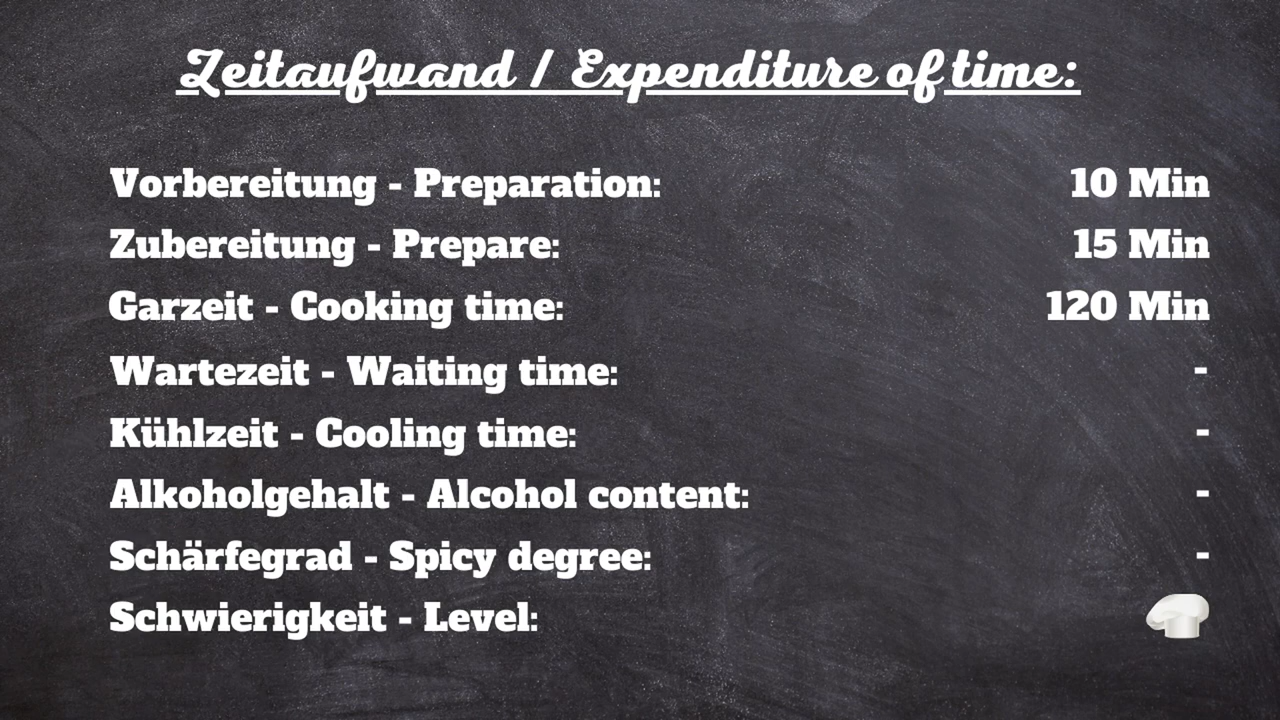 Zeitaufwand / Expenditure of time:
Vorbereitung - Preparation: 10 Min
Zubereitung - Prepare: 15 Min
Garzeit - Cooking time: 120 Min
Wartezeit - Waiting time: -
Kühlzeit - Cooling time: -
Alkoholgehalt - Alcohol content: -
Schärfegrad - Spicy degree: -
Schwierigkeit - Level: